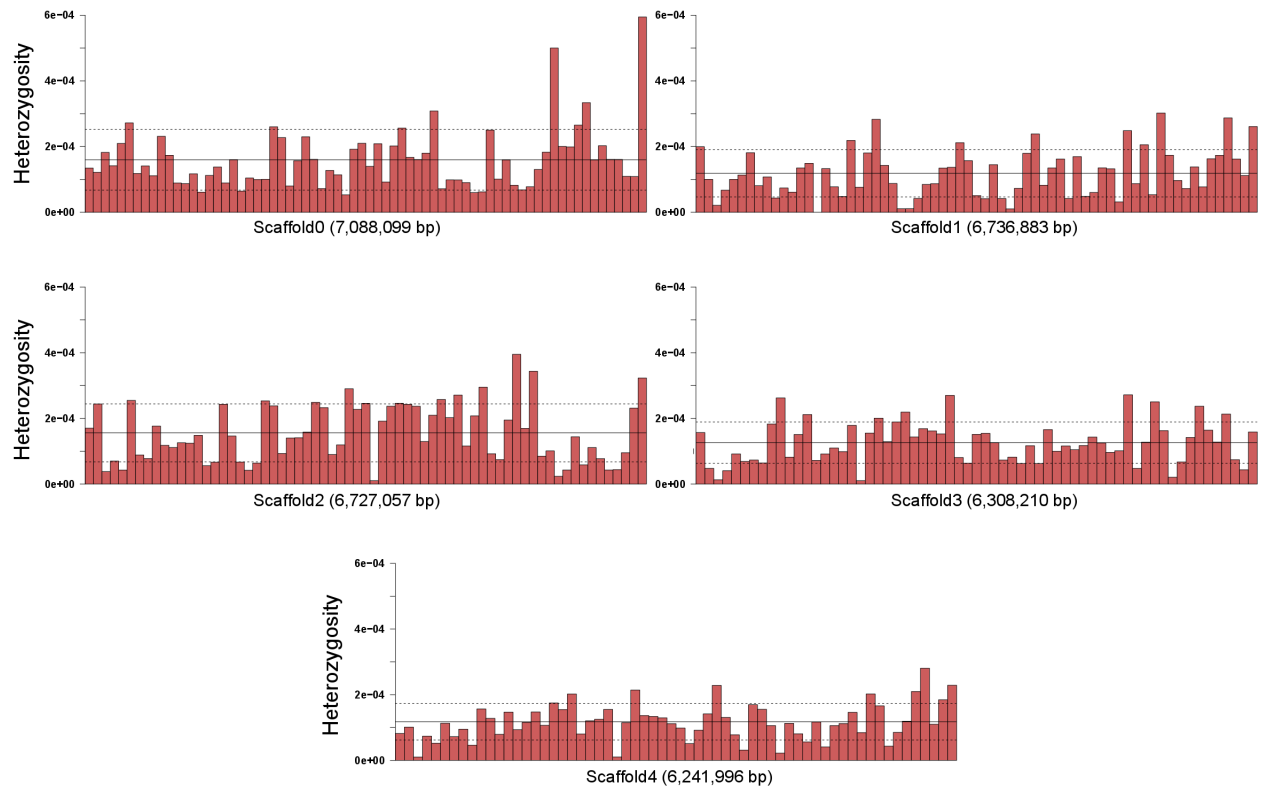 Heterozygosity
6e−04
4e−04
2e−04
0e+00
Scaffold0 (7,088,099 bp)
6e−04
4e−04
2e−04
0e+00
Scaffold1 (6,736,883 bp)
Heterozygosity
6e−04
4e−04
2e−04
0e+00
Scaffold2 (6,727,057 bp)
6e−04
4e−04
2e−04
0e+00
Scaffold3 (6,308,210 bp)
Heterozygosity
6e−04
4e−04
2e−04
0e+00
Scaffold4 (6,241,996 bp)